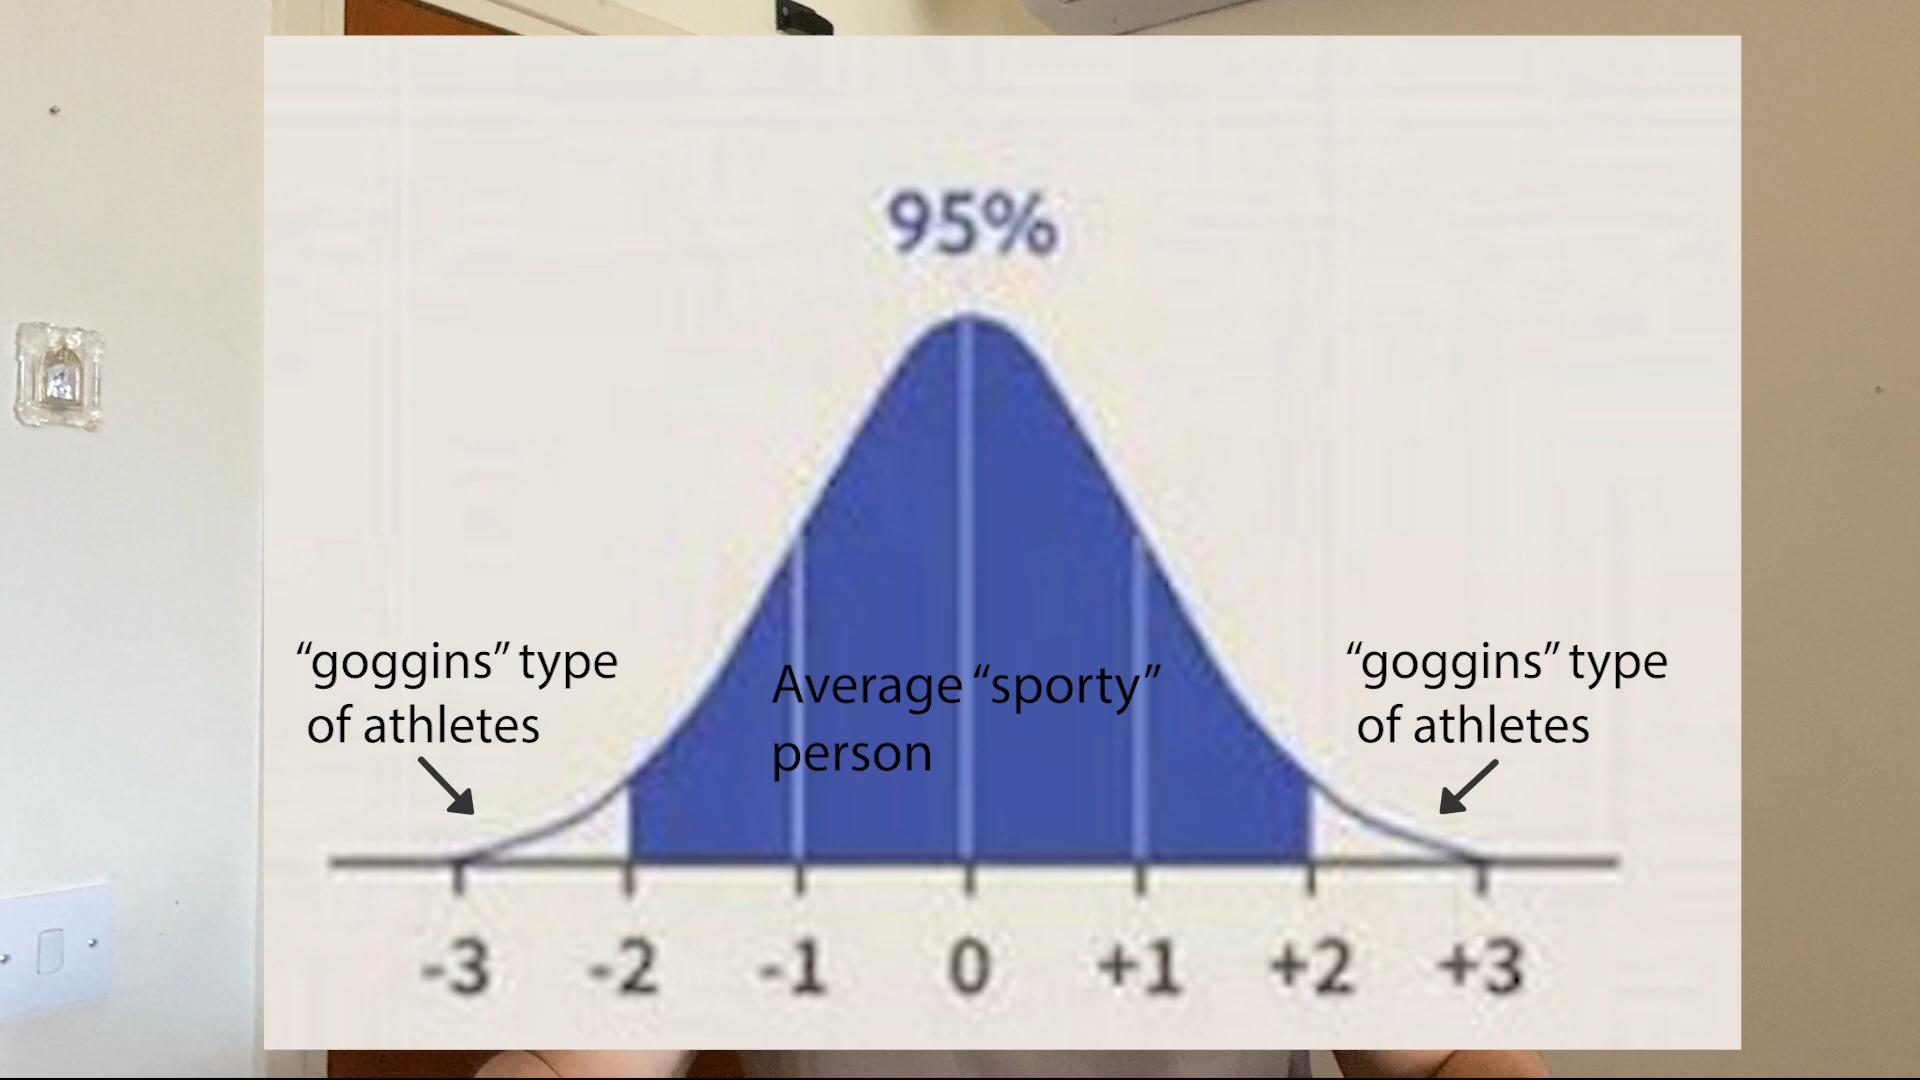 95%
“goggins” type
of athletes
Average “sporty”
person
“goggins” type
of athletes
-3 -2 -1 0 +1 +2 +3